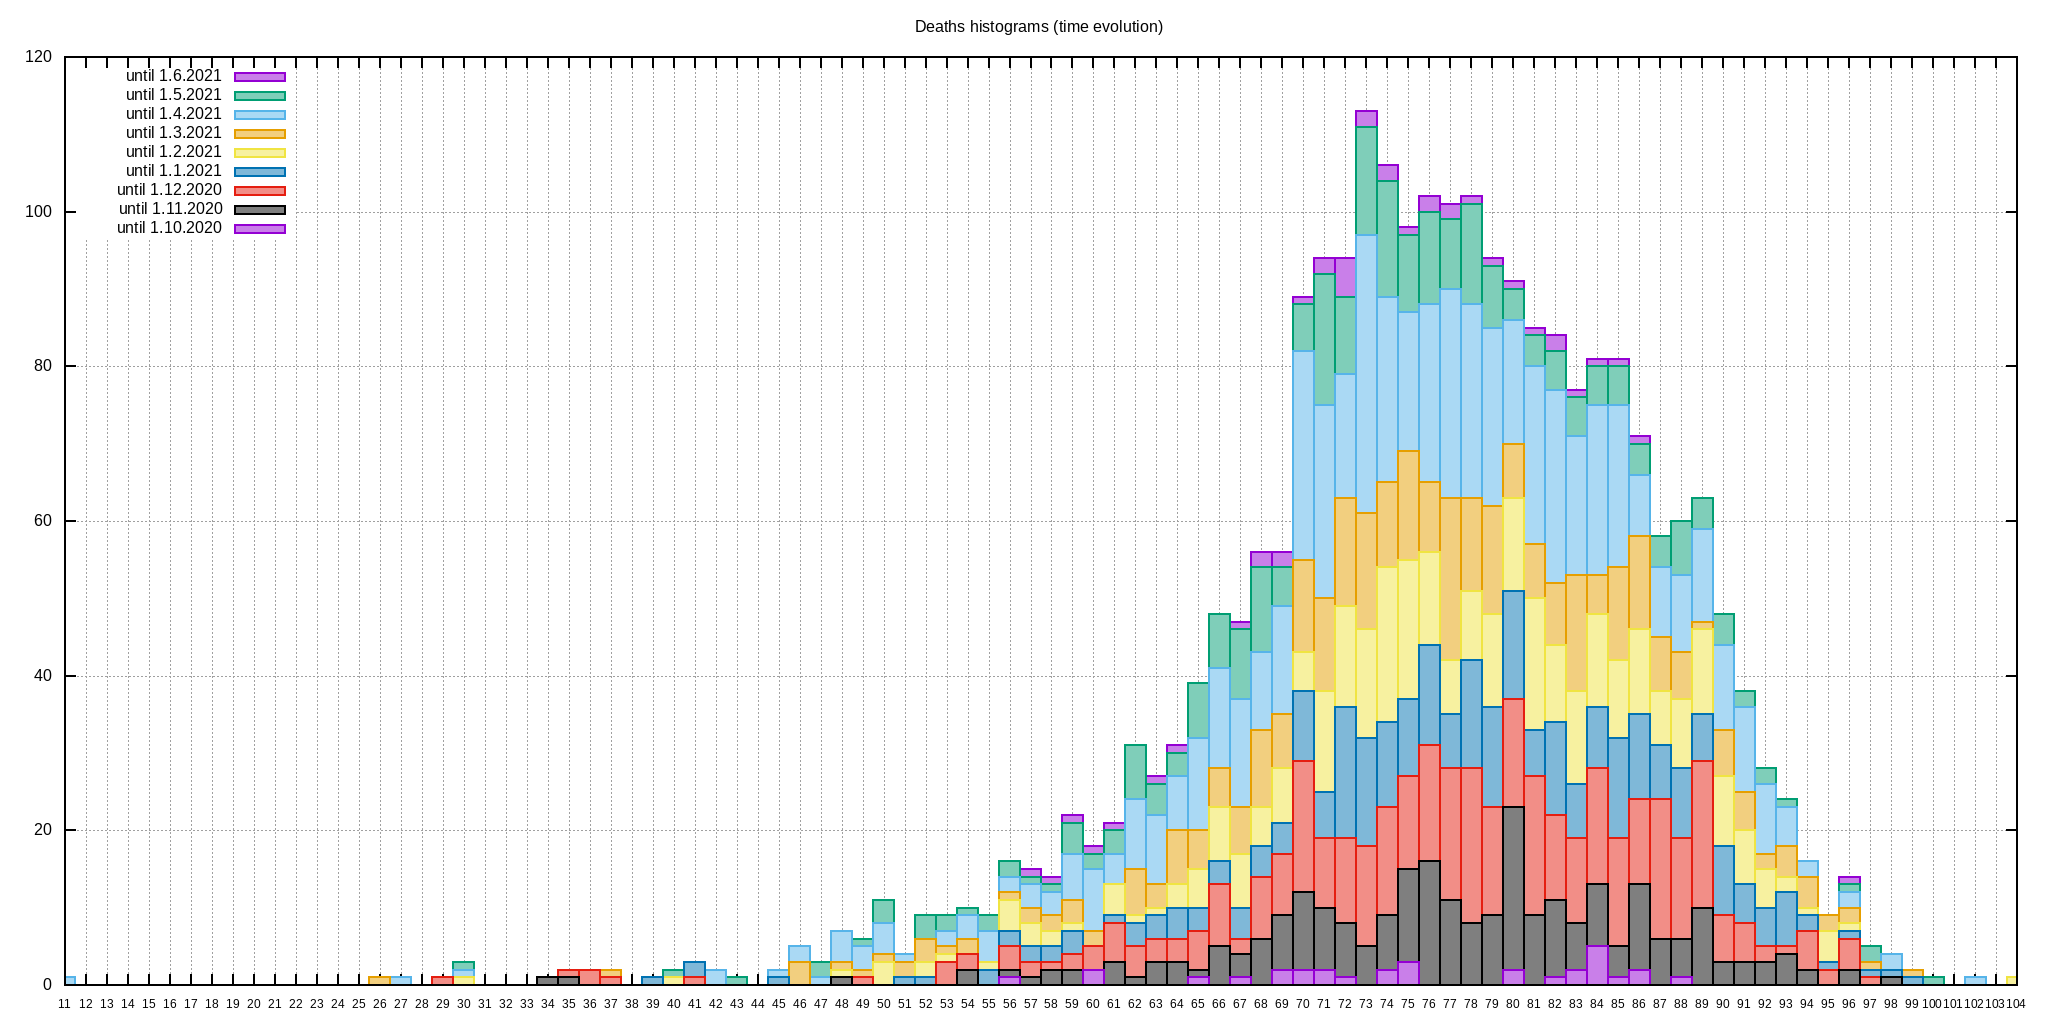 Deaths histograms (time evolution)
120
until 1.6.2021
until 1.5.2021
until 1.4.2021
until 1.3.2021
until 1.2.2021
until 1.1.2021
until 1.12.2020
until 1.11.2020
until 1.10.2020
100
80
60
40
20
0
11 12 13 14 15 16 17 18 19 20 21 22 23 24 25 26 27 28 29 30 31 32 33 34 35 36 37 38 39 40 41 42 43 44 45 46 47 48 49 50 51 52 53 54 55 56 57 58 59 60 61 62 63 64 65 66 67 68 69 70 71 72 73 74 75 76 77 78 79 80 81 82 83 84 85 86 87 88 89 90 91 92 93 94 95 96 97 98 99 100 101 102 103 104